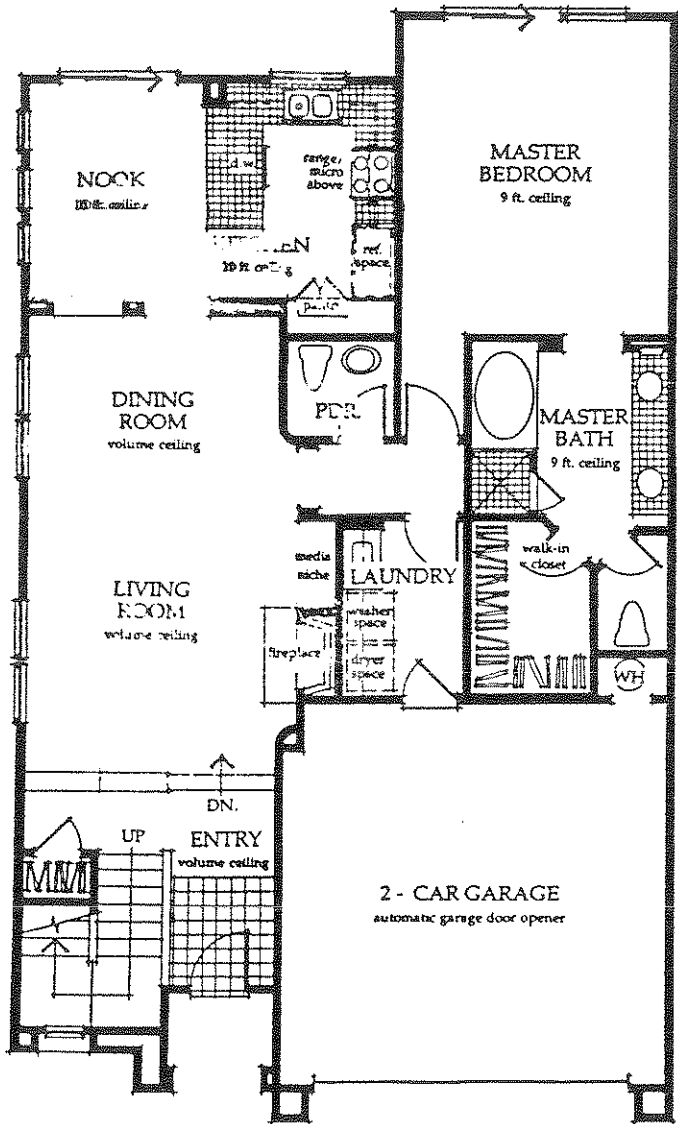 MASTER
BEDROOM
9 ft. ceiling
NOOK
ceiling
d.w.
range,
micro
above
ref.
space
DINING
ROOM
volume ceiling
PDR.
MASTER
BATH
9 ft. ceiling
walk-in
closet
media
niche
LAUNDRY
washer
space
dryer
space
LIVING
ROOM
volume ceiling
fireplace
WH
DN.
UP
ENTRY
volume ceiling
2 - CAR GARAGE
automatic garage door opener